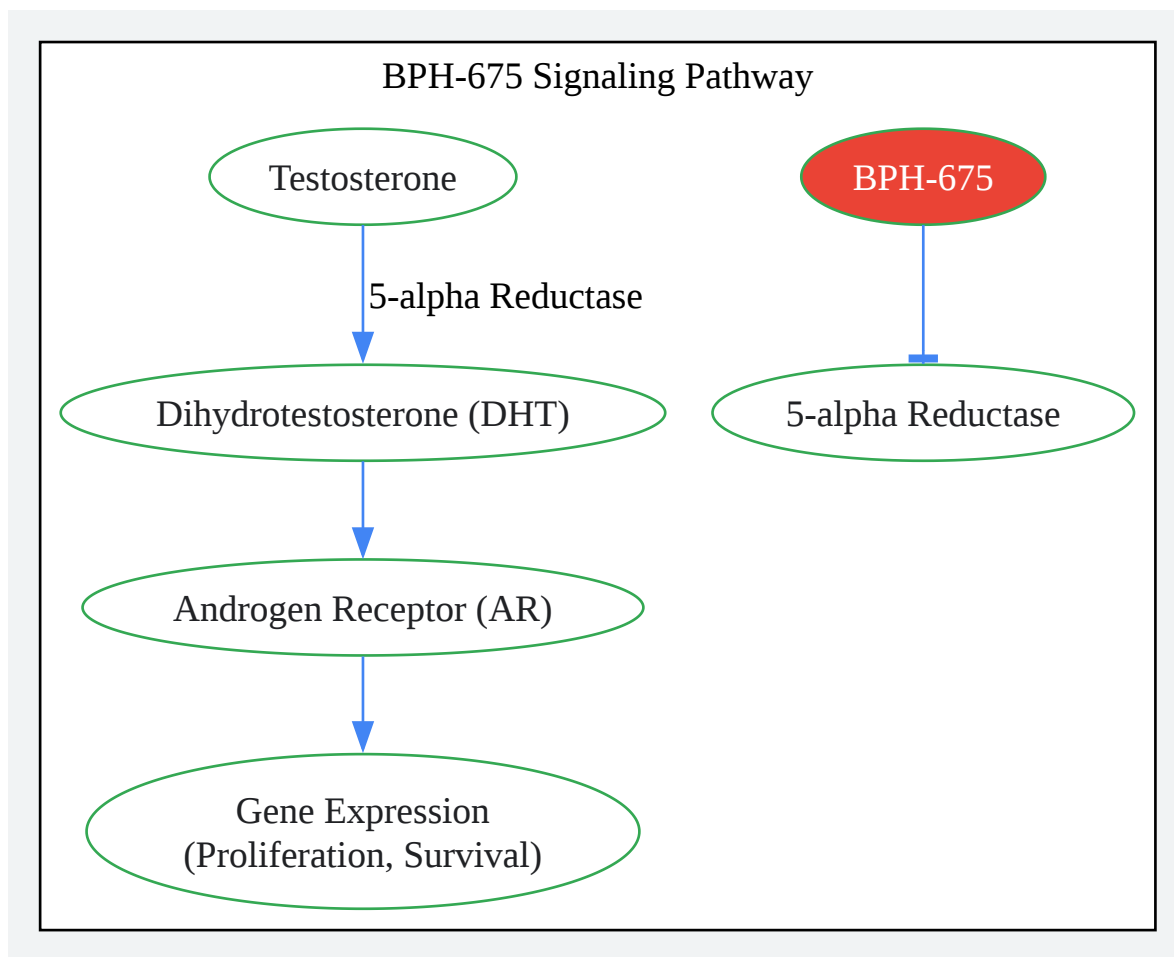 BPH-675 Signaling Pathway
Testosterone
BPH-675
5-alpha Reductase
Dihydrotestosterone (DHT)
5-alpha Reductase
Androgen Receptor (AR)
Gene Expression
(Proliferation, Survival)